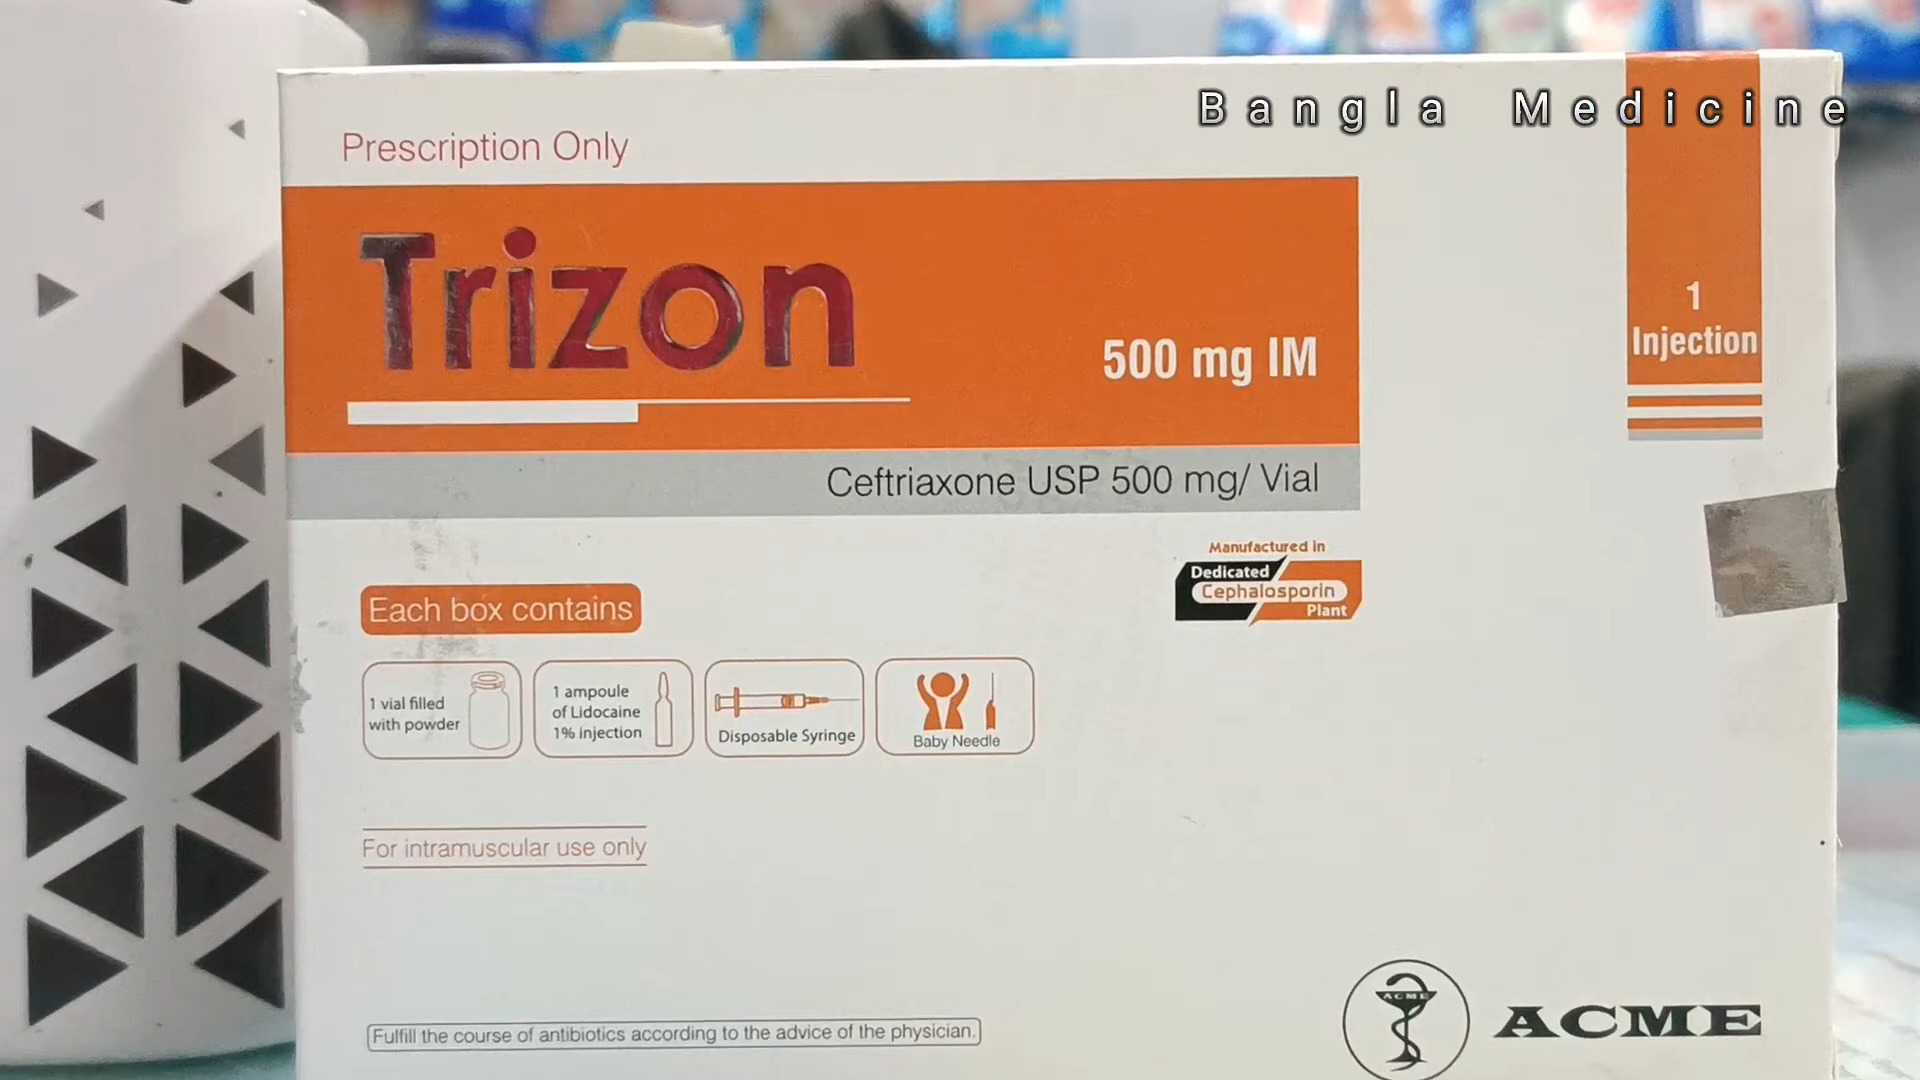 Bangla Medicine
Prescription Only
Trizon
500 mg IM
1
Injection
Ceftriaxone USP 500 mg/ Vial
Manufactured in
Dedicated
Cephalosporin
Plant
Each box contains
1 vial filled
with powder
1 ampoule
of Lidocaine
1% injection
Disposable Syringe
Baby Needle
For intramuscular use only
Fulfill the course of antibiotics according to the advice of the physician.
ACME
ACME